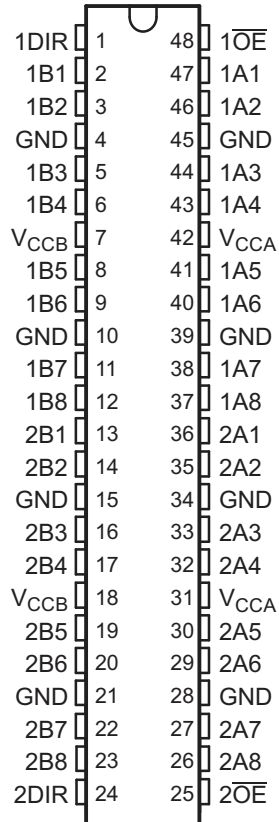 1DIR 1 48 1O̅E̅
1B1 2 47 1A1
1B2 3 46 1A2
GND 4 45 GND
1B3 5 44 1A3
1B4 6 43 1A4
VCCB 7 42 VCCA
1B5 8 41 1A5
1B6 9 40 1A6
GND 10 39 GND
1B7 11 38 1A7
1B8 12 37 1A8
2B1 13 36 2A1
2B2 14 35 2A2
GND 15 34 GND
2B3 16 33 2A3
2B4 17 32 2A4
VCCB 18 31 VCCA
2B5 19 30 2A5
2B6 20 29 2A6
GND 21 28 GND
2B7 22 27 2A7
2B8 23 26 2A8
2DIR 24 25 2O̅E̅